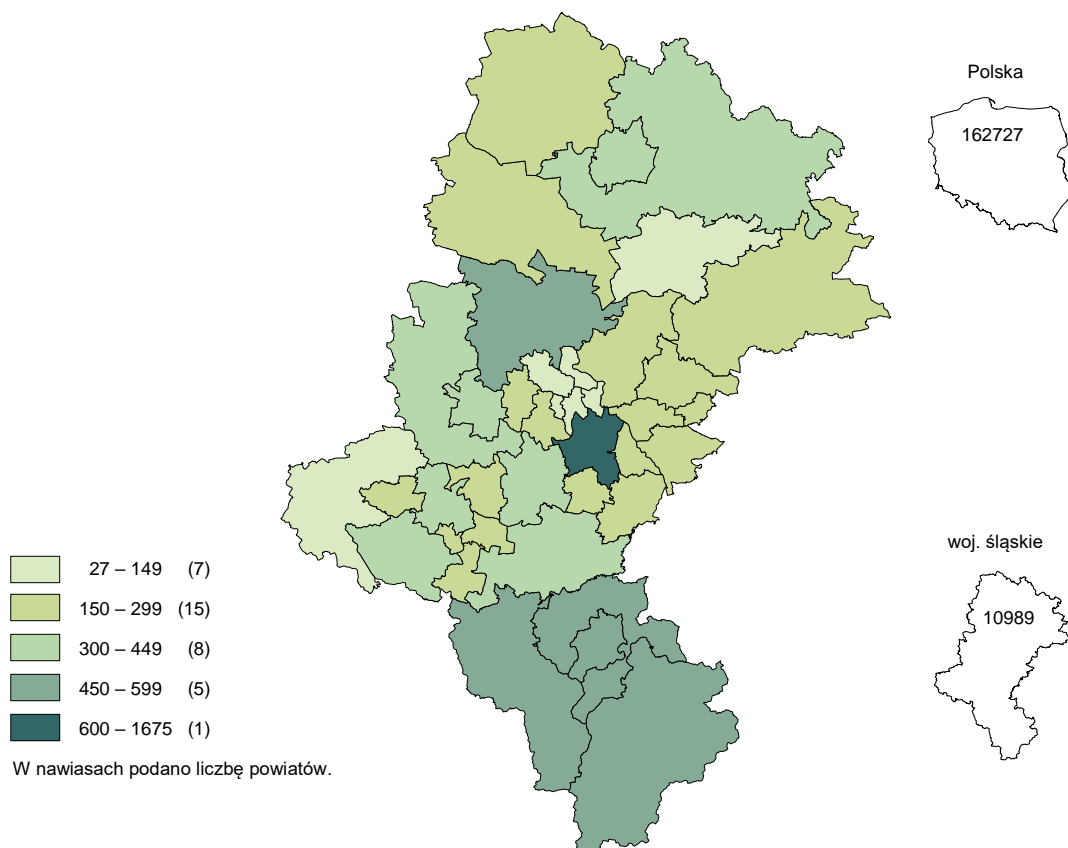 Polska
162727
woj. śląskie
10989
27 – 149 (7)
150 – 299 (15)
300 – 449 (8)
450 – 599 (5)
600 – 1675 (1)
W nawiasach podano liczbę powiatów.